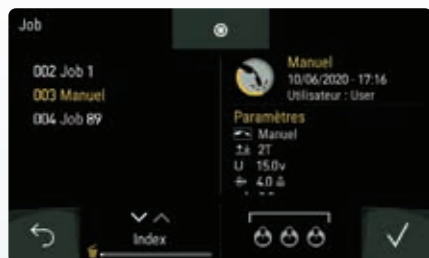 Job
002 Job 1
003 Manuel
004 Job 89
Manuel
10/06/2020 - 17:16
Utilisateur : User
Paramètres
Manuel
2T
U 15.0v
4.0
Index